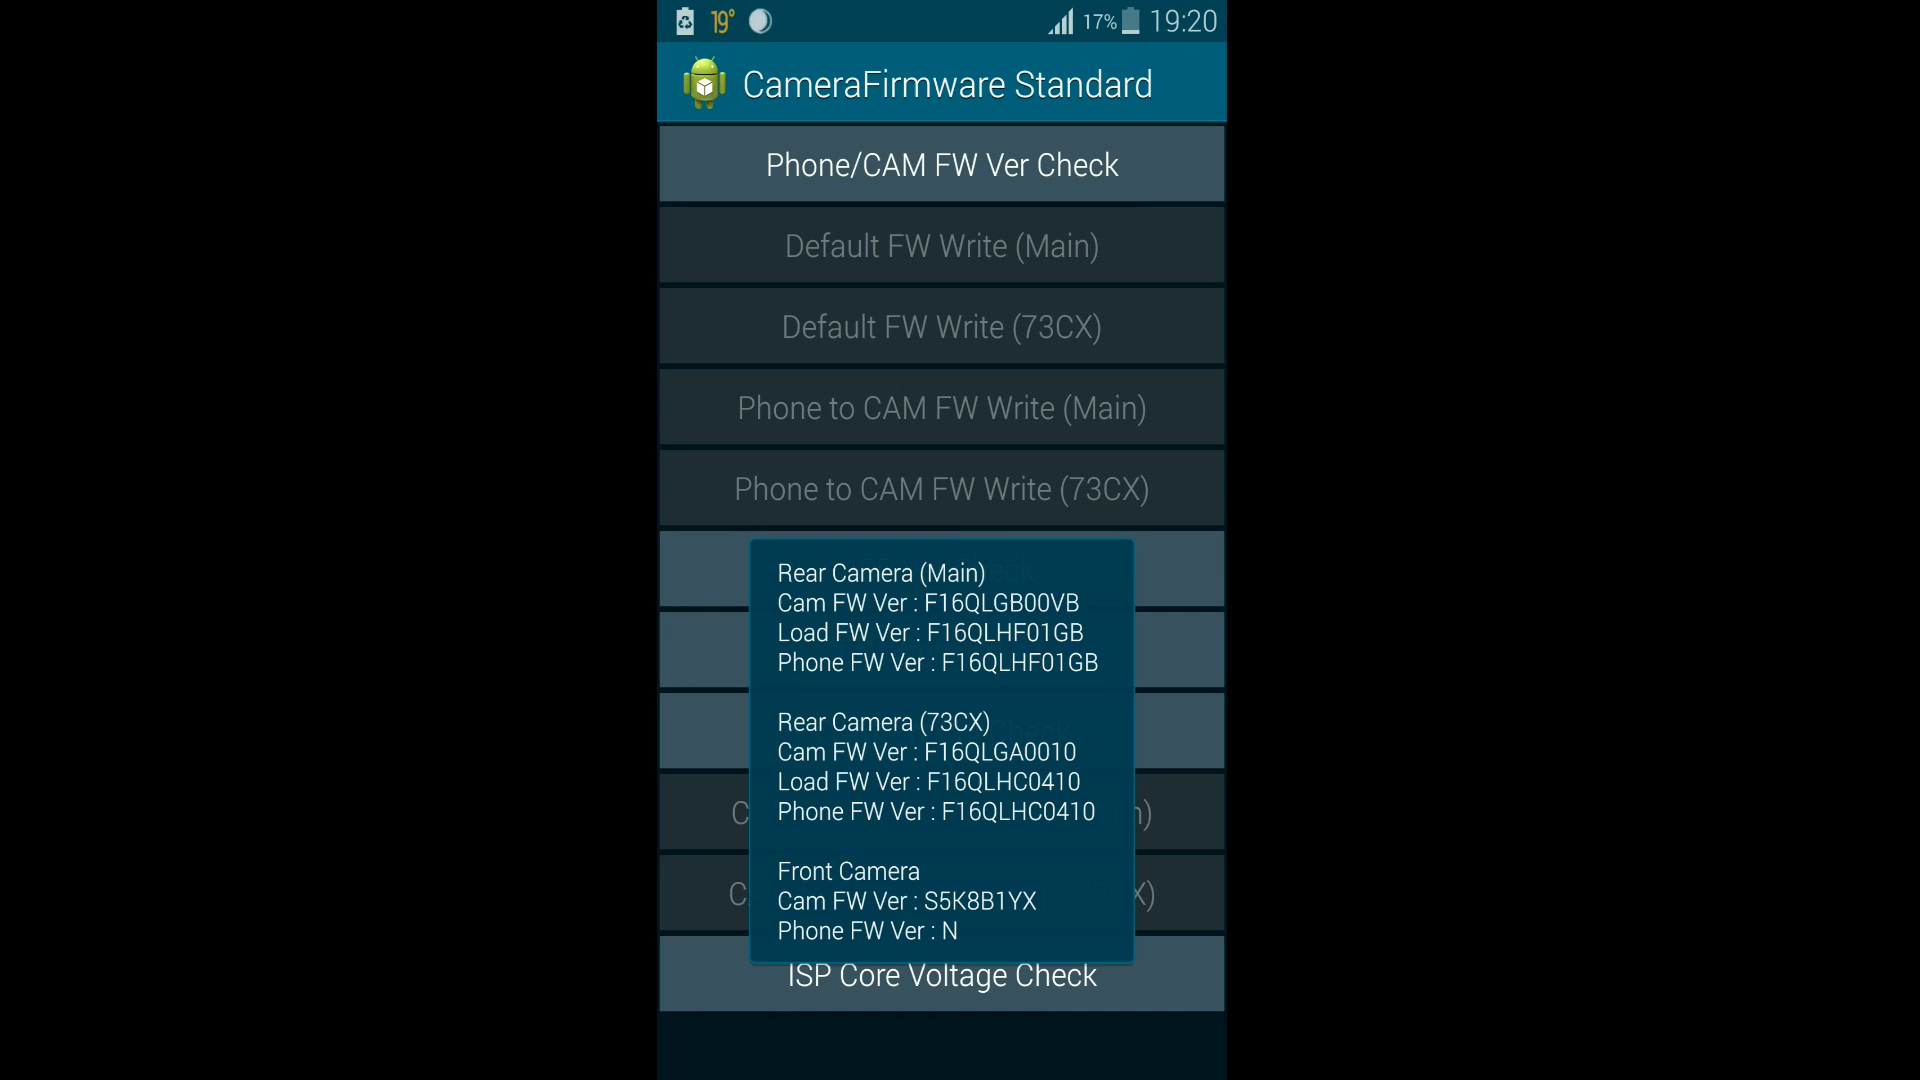 19°
17%
19:20
CameraFirmware Standard
Phone/CAM FW Ver Check
Default FW Write (Main)
Default FW Write (73CX)
Phone to CAM FW Write (Main)
Phone to CAM FW Write (73CX)
Rear Camera (Main)
Cam FW Ver : F16QLGB00VB
Load FW Ver : F16QLHF01GB
Phone FW Ver : F16QLHF01GB
Rear Camera (73CX)
Cam FW Ver : F16QLGA0010
Load FW Ver : F16QLHC0410
Phone FW Ver : F16QLHC0410
Front Camera
Cam FW Ver : S5K8B1YX
Phone FW Ver : N
ISP Core Voltage Check